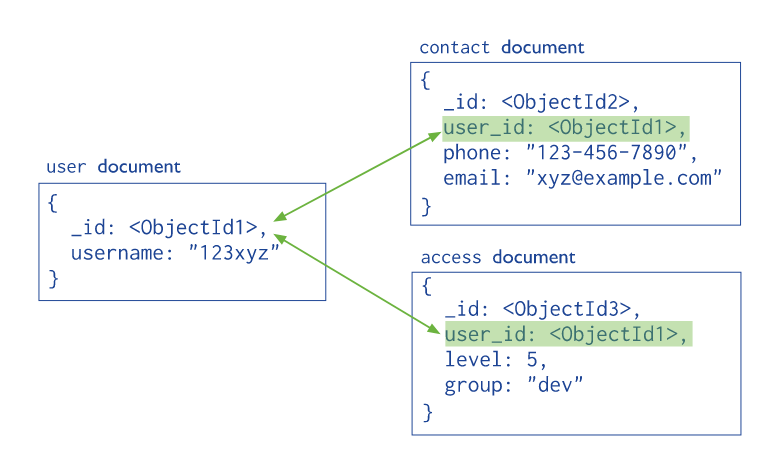 user document
{
  _id: <ObjectId1>,
  username: "123xyz"
}
contact document
{
  _id: <ObjectId2>,
  user_id: <ObjectId1>,
  phone: "123-456-7890",
  email: "xyz@example.com"
}
access document
{
  _id: <ObjectId3>,
  user_id: <ObjectId1>,
  level: 5,
  group: "dev"
}